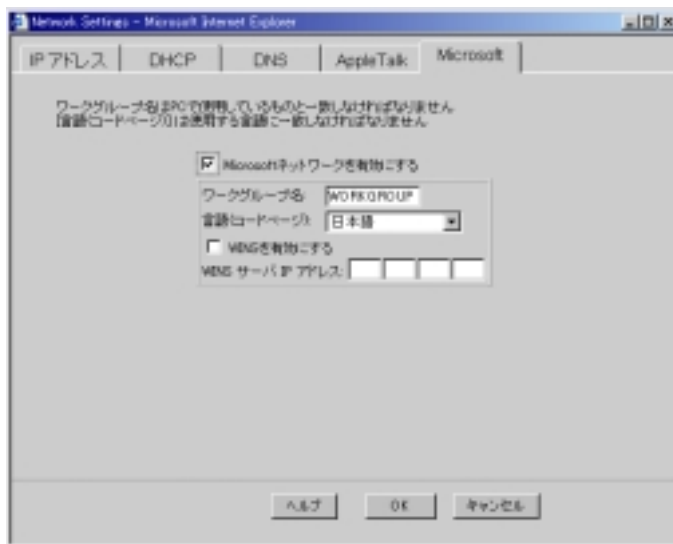 Network Settings - Microsoft Internet Explorer
IP アドレス
DHCP
DNS
AppleTalk
Microsoft
ワークグループ名はPCで使用しているものと一致しなければなりません
[言語(コードページ)]は使用する言語に一致しなければなりません
Microsoftネットワークを有効にする
ワークグループ名:
WORKGROUP
言語(コードページ):
日本語
WINSを有効にする
WINS サーバ IP アドレス:
ヘルプ
OK
キャンセル